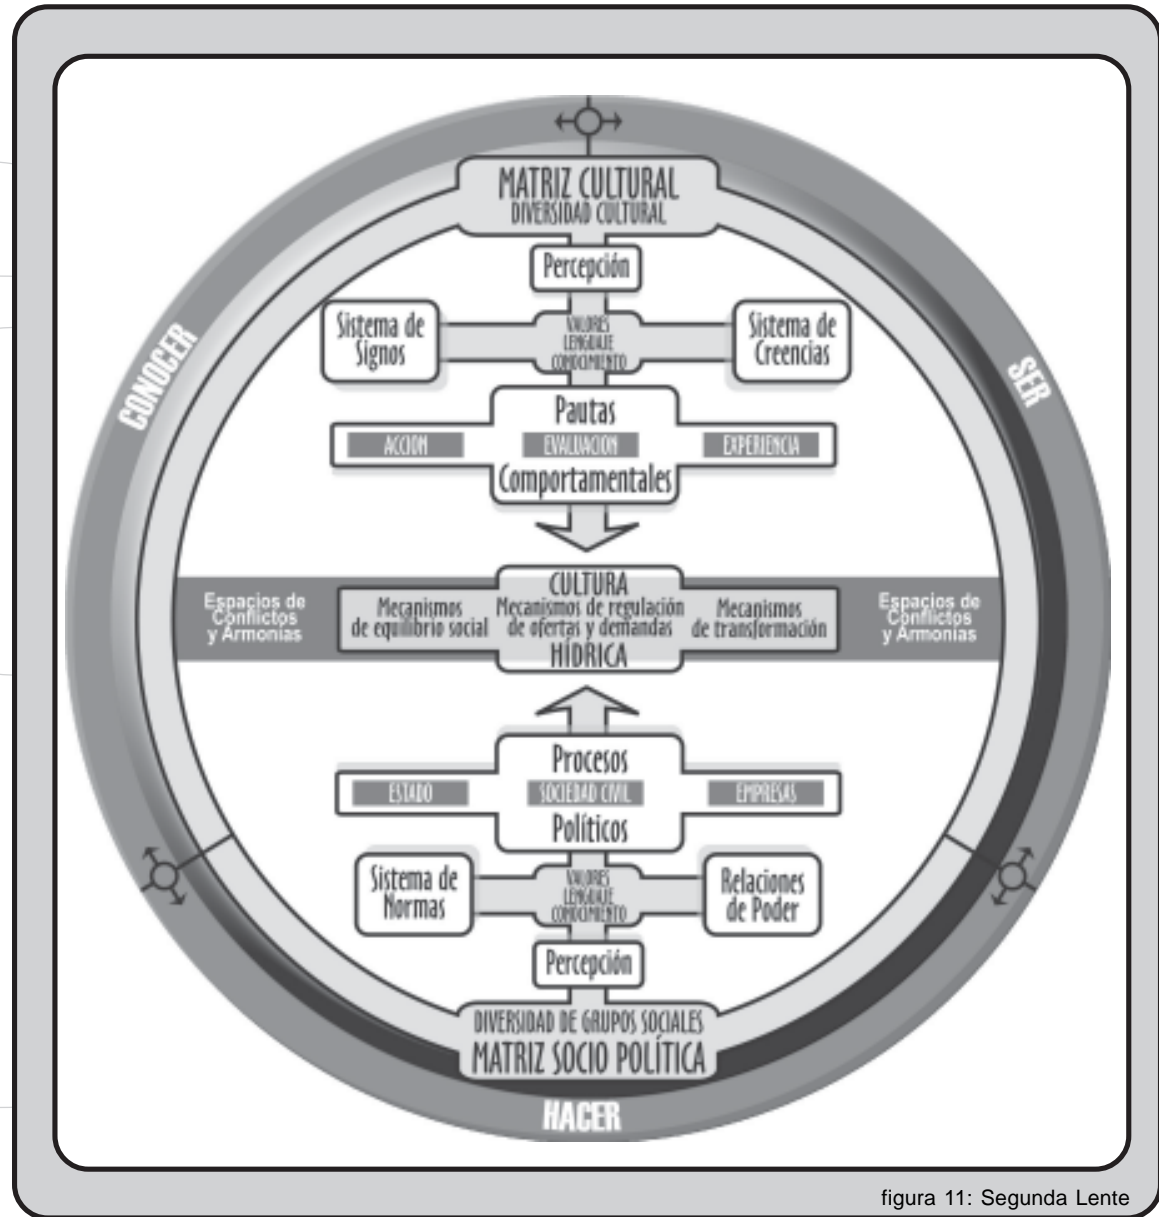 MATRIZ CULTURAL
DIVERSIDAD CULTURAL
Percepción
Sistema de
Signos
VALORES
LENGUAJE
CONOCIMIENTO
Sistema de
Creencias
CONOCER
SER
Pautas
ACCION
EVALUACION
EXPERIENCIA
Comportamentales
Espacios de
Conflictos
y Armonías
Mecanismos
de equilibrio social
CULTURA
Mecanismos de regulación
de ofertas y demandas
HÍDRICA
Mecanismos
de transformación
Espacios de
Conflictos
y Armonías
Procesos
ESTADO
SOCIEDAD CIVIL
EMPRESAS
Políticos
Sistema de
Normas
VALORES
LENGUAJE
CONOCIMIENTO
Relaciones
de Poder
Percepción
DIVERSIDAD DE GRUPOS SOCIALES
MATRIZ SOCIO POLÍTICA
HACER
figura 11: Segunda Lente